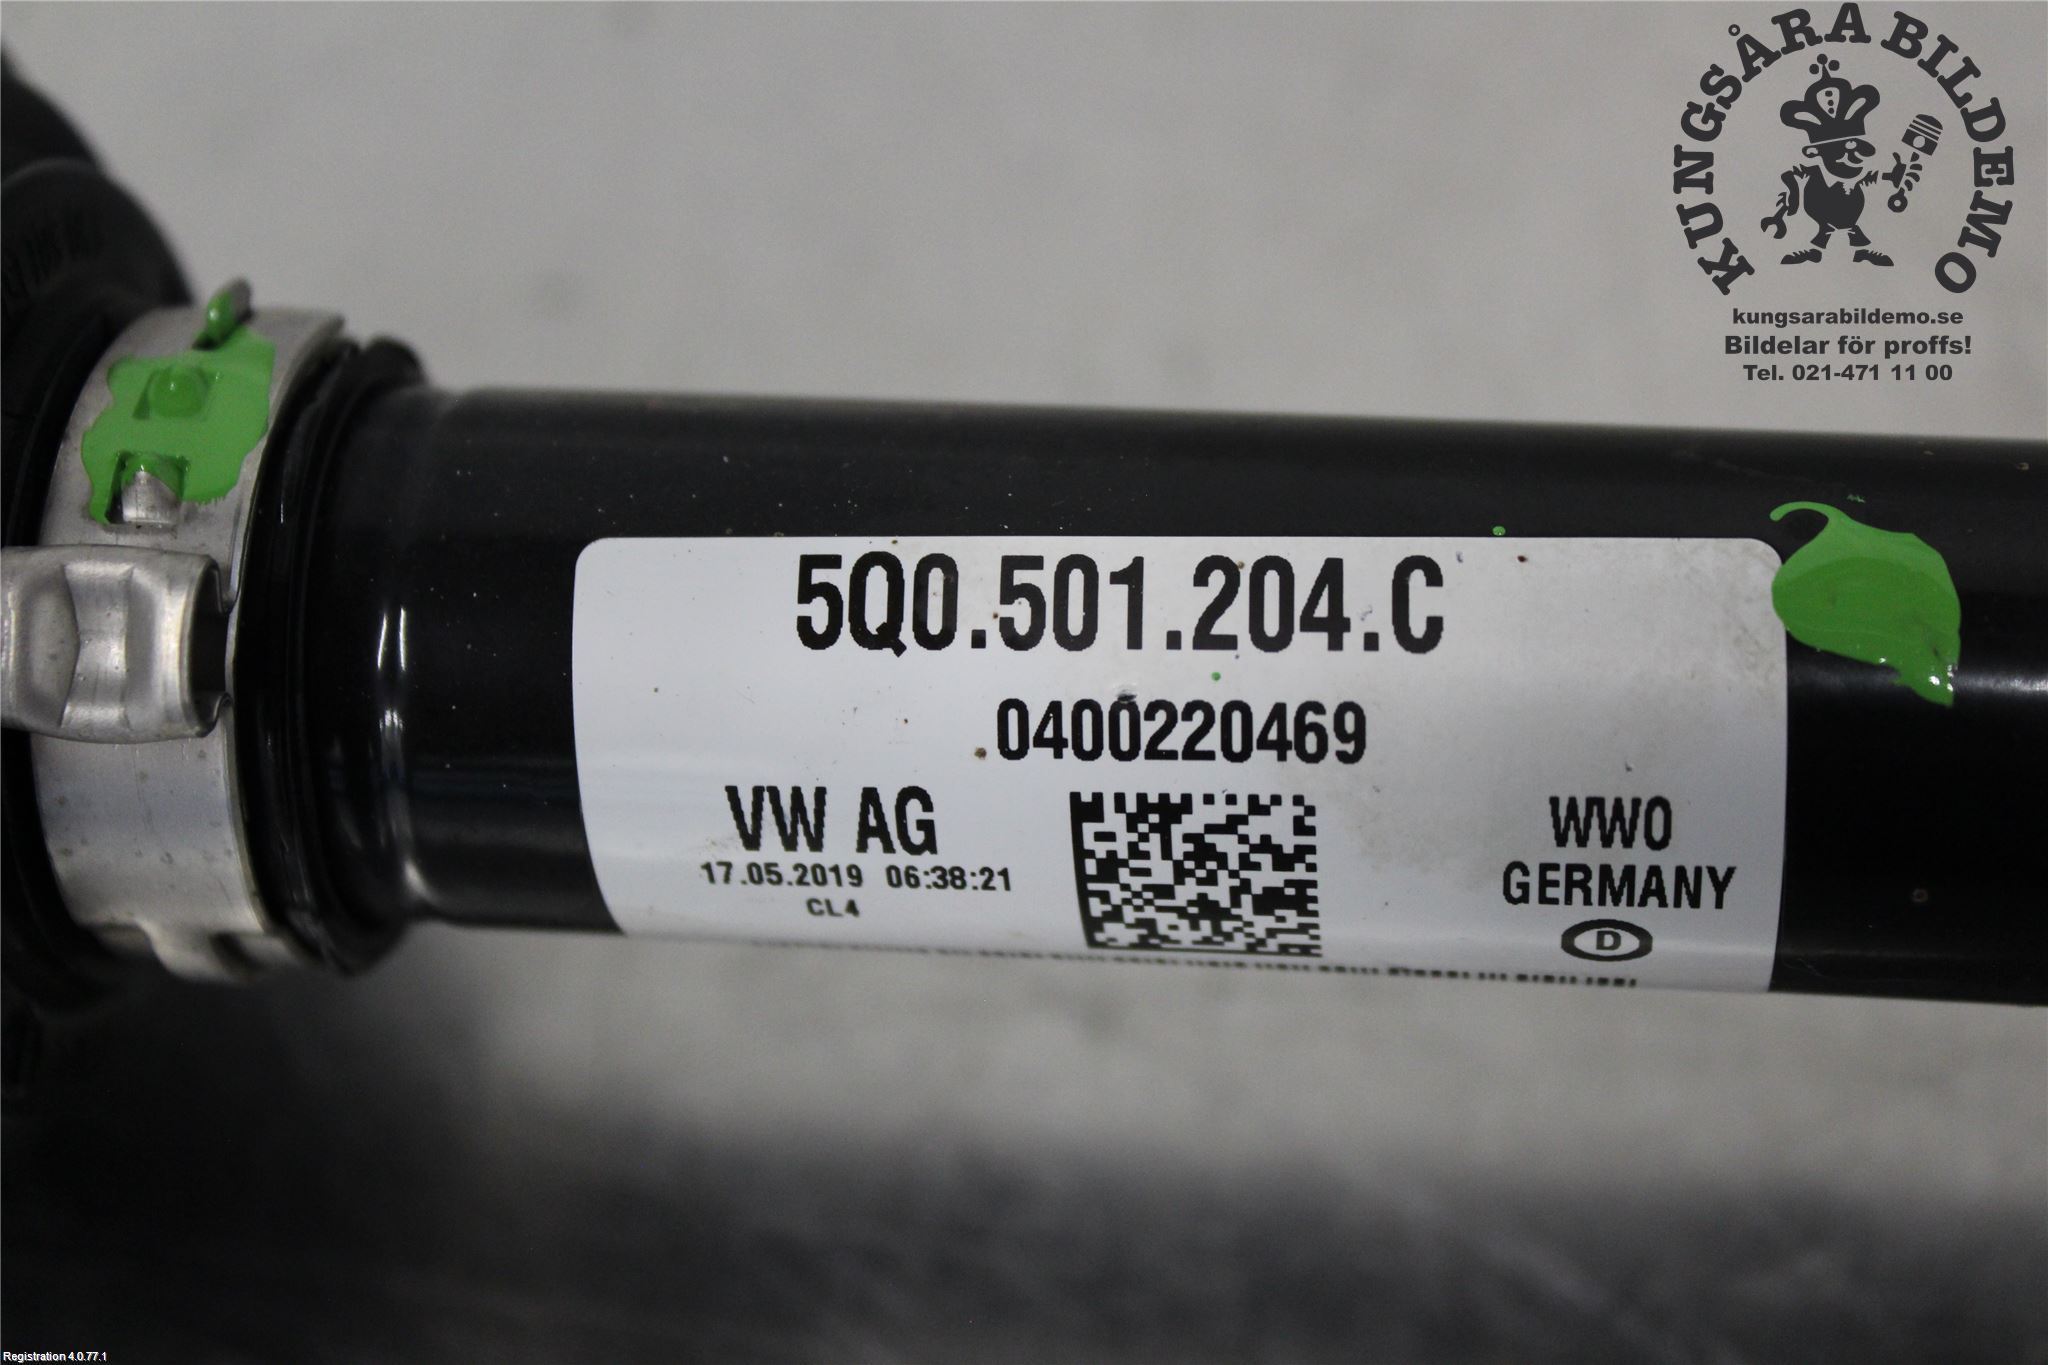 KUNGSÅRA BILDEMO
kungsarabildemo.se
Bildelar för proffs!
Tel. 021-471 11 00
5Q0.501.204.C
0400220469
VW AG
17.05.2019 06:38:21
CL4
WWO
GERMANY
D
Registration 4.0.77.1